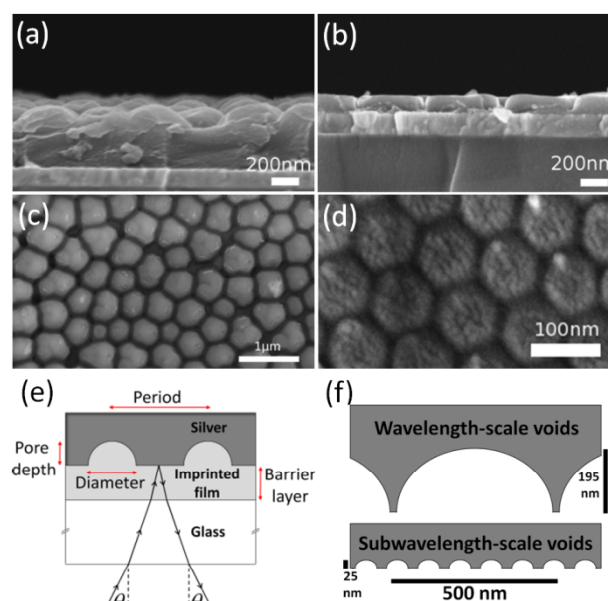 (a)
200nm
(b)
200nm
(c)
1µm
(d)
100nm
(e)
Period
Silver
Pore
depth
Diameter
Imprinted
film
Barrier
layer
Glass
(f)
Wavelength-scale voids
195
nm
Subwavelength-scale voids
25
nm
500 nm